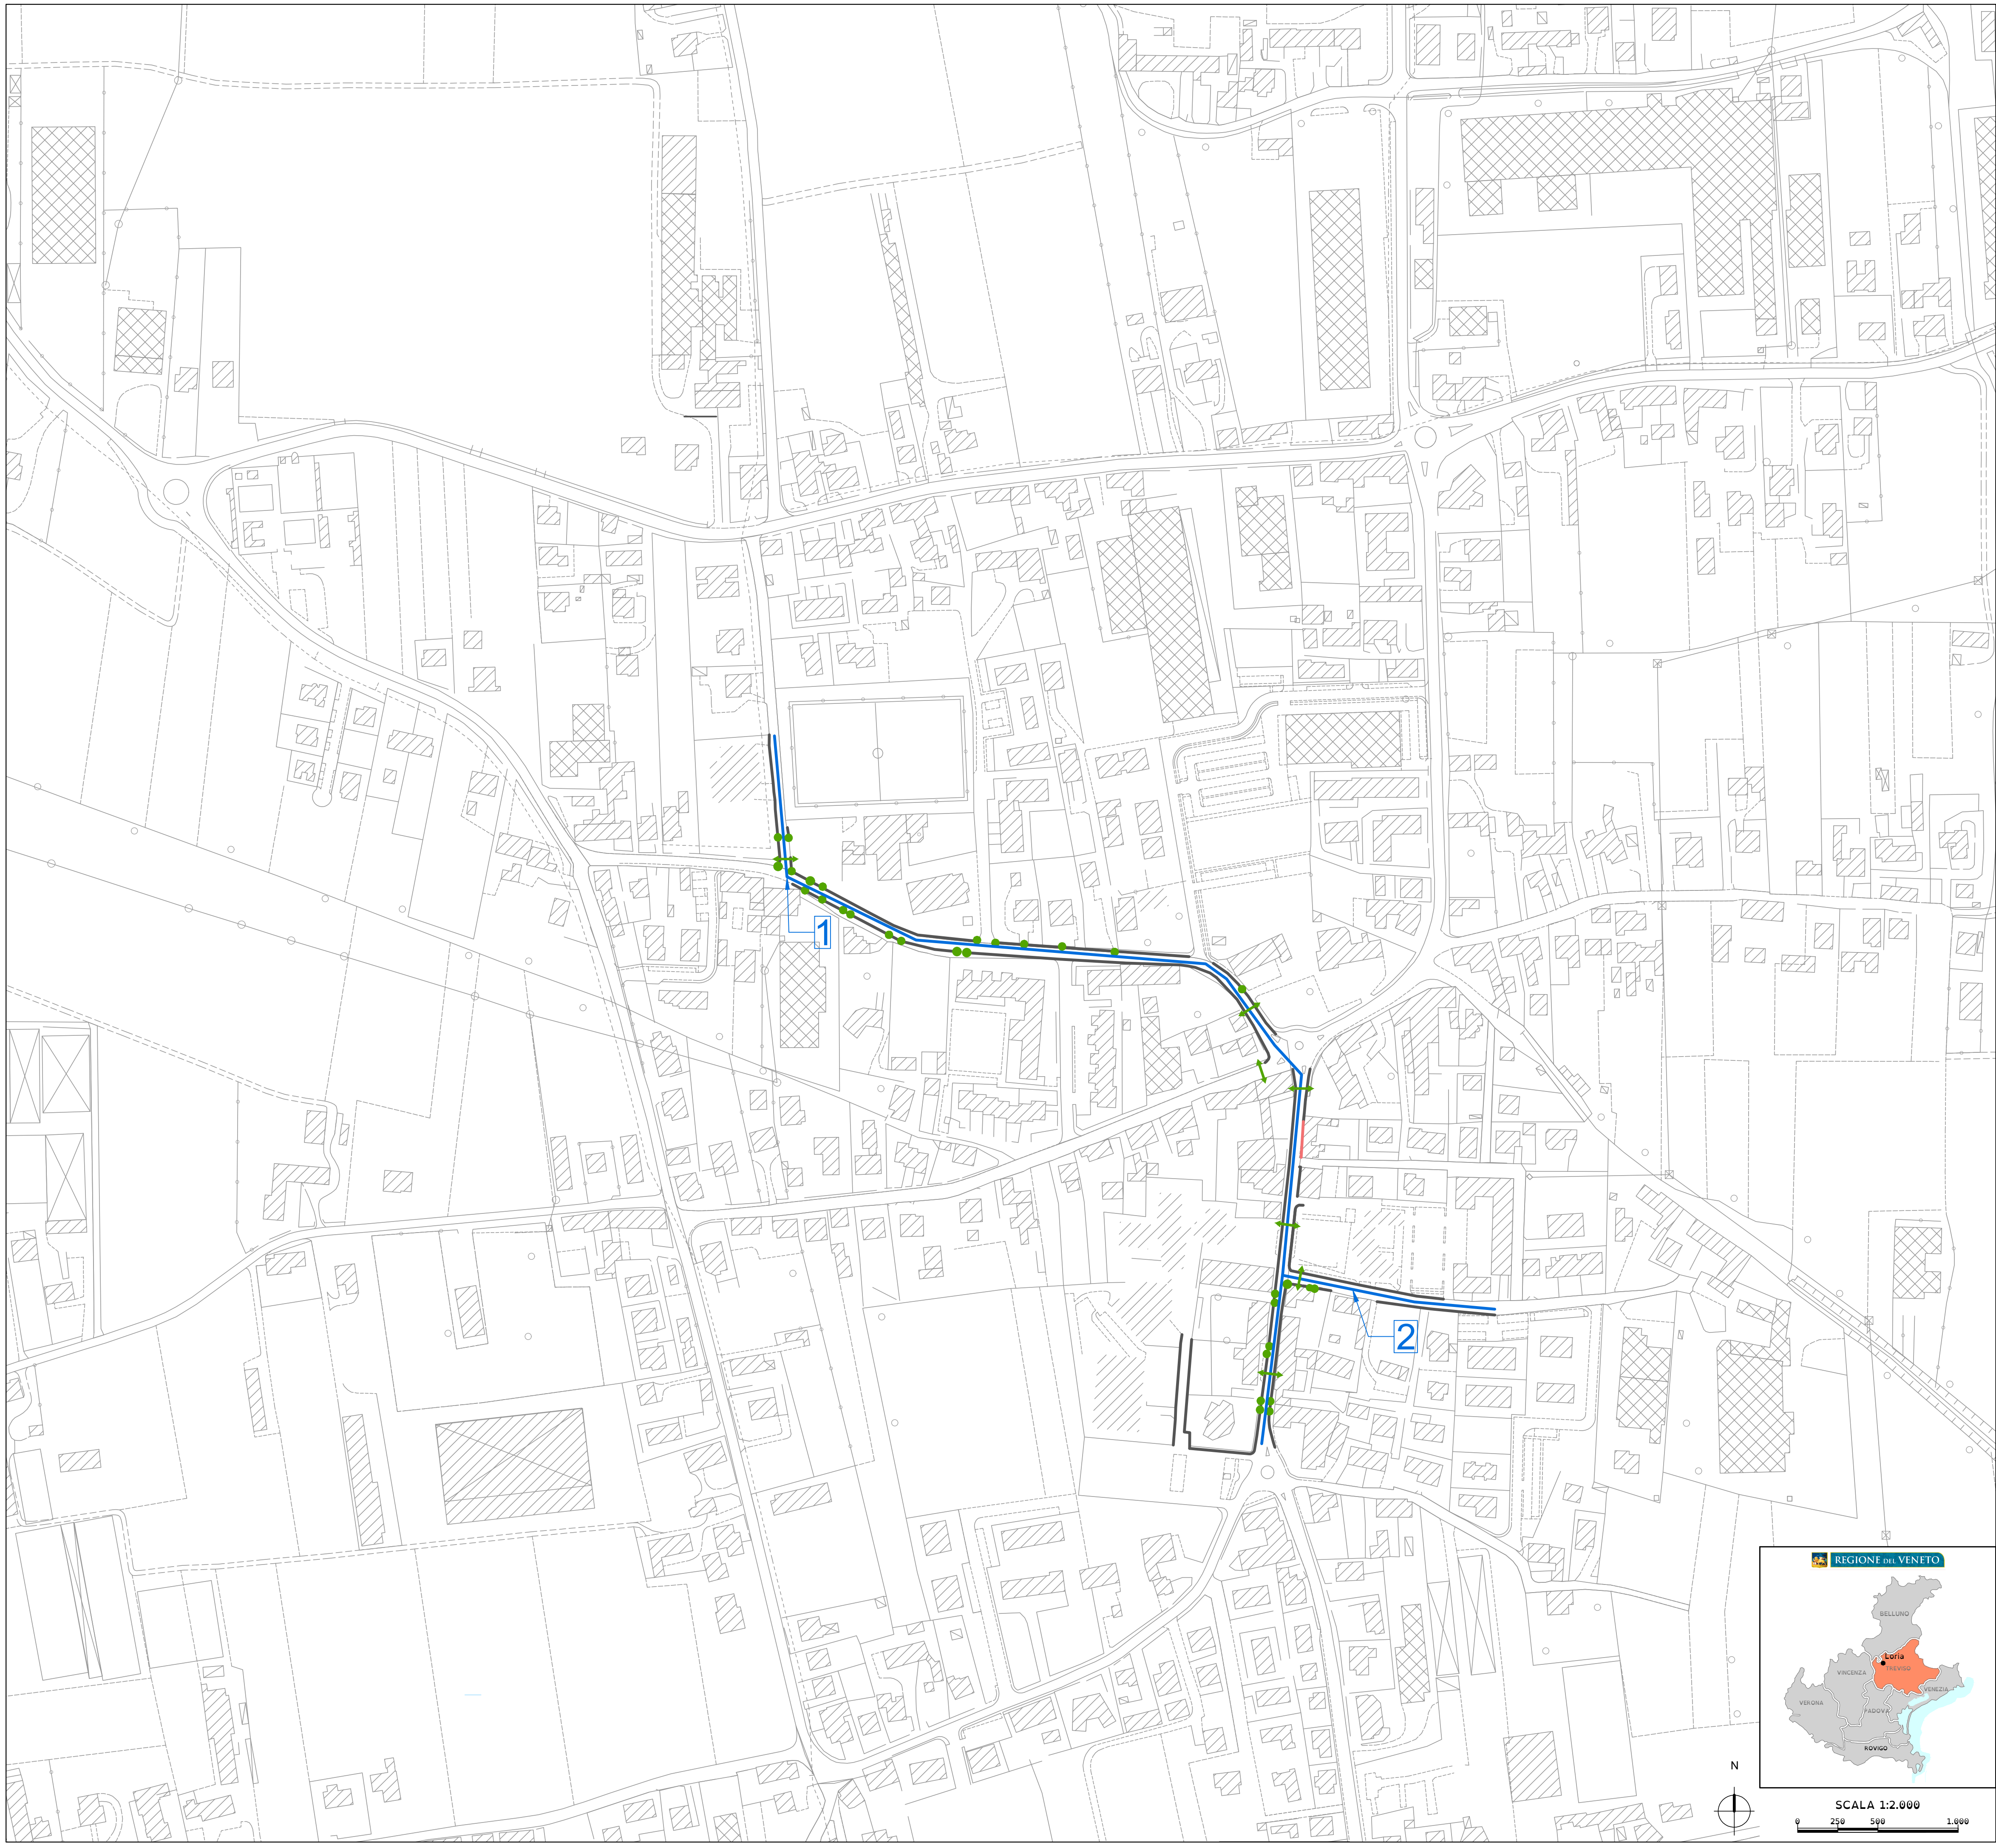 1
2
REGIONE DEL VENETO
BELLUNO
Loria
TREVISO
VINCENZA
VENEZIA
VERONA
PADOVA
ROVIGO
N
SCALA 1:2.000
0 250 500 1.000